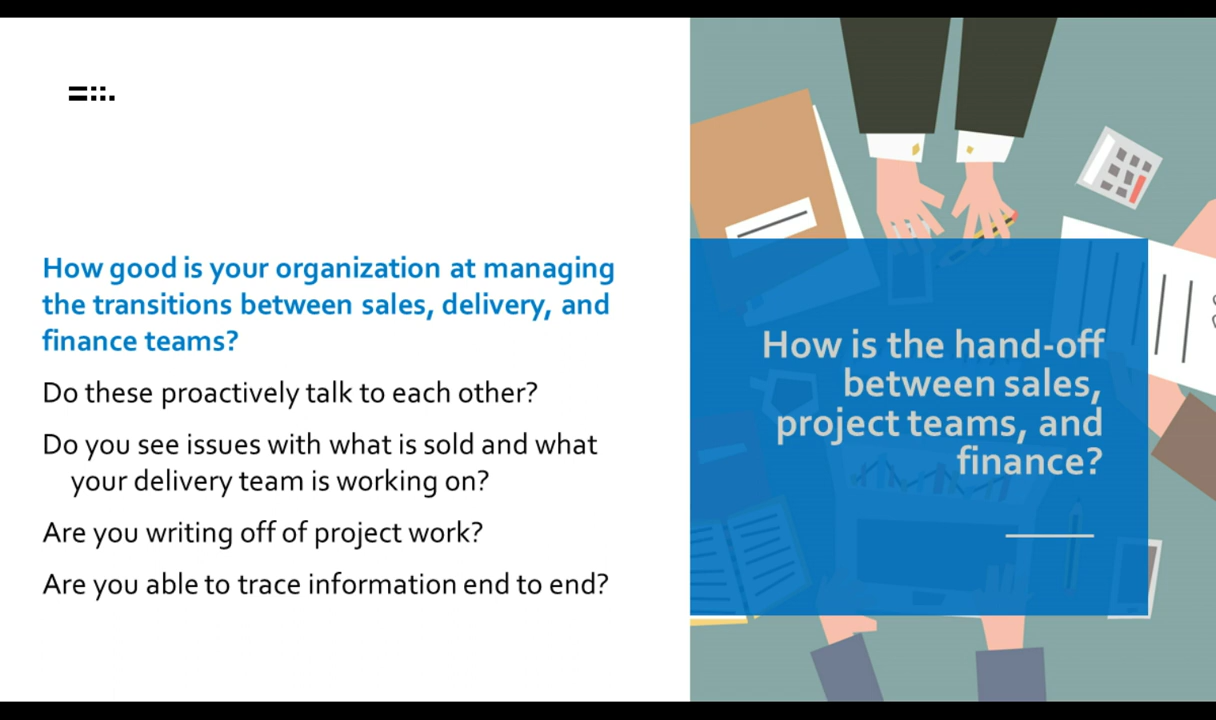 How good is your organization at managing
the transitions between sales, delivery, and
finance teams?
Do these proactively talk to each other?
Do you see issues with what is sold and what
your delivery team is working on?
Are you writing off of project work?
Are you able to trace information end to end?
How is the hand-off
between sales,
project teams, and
finance?